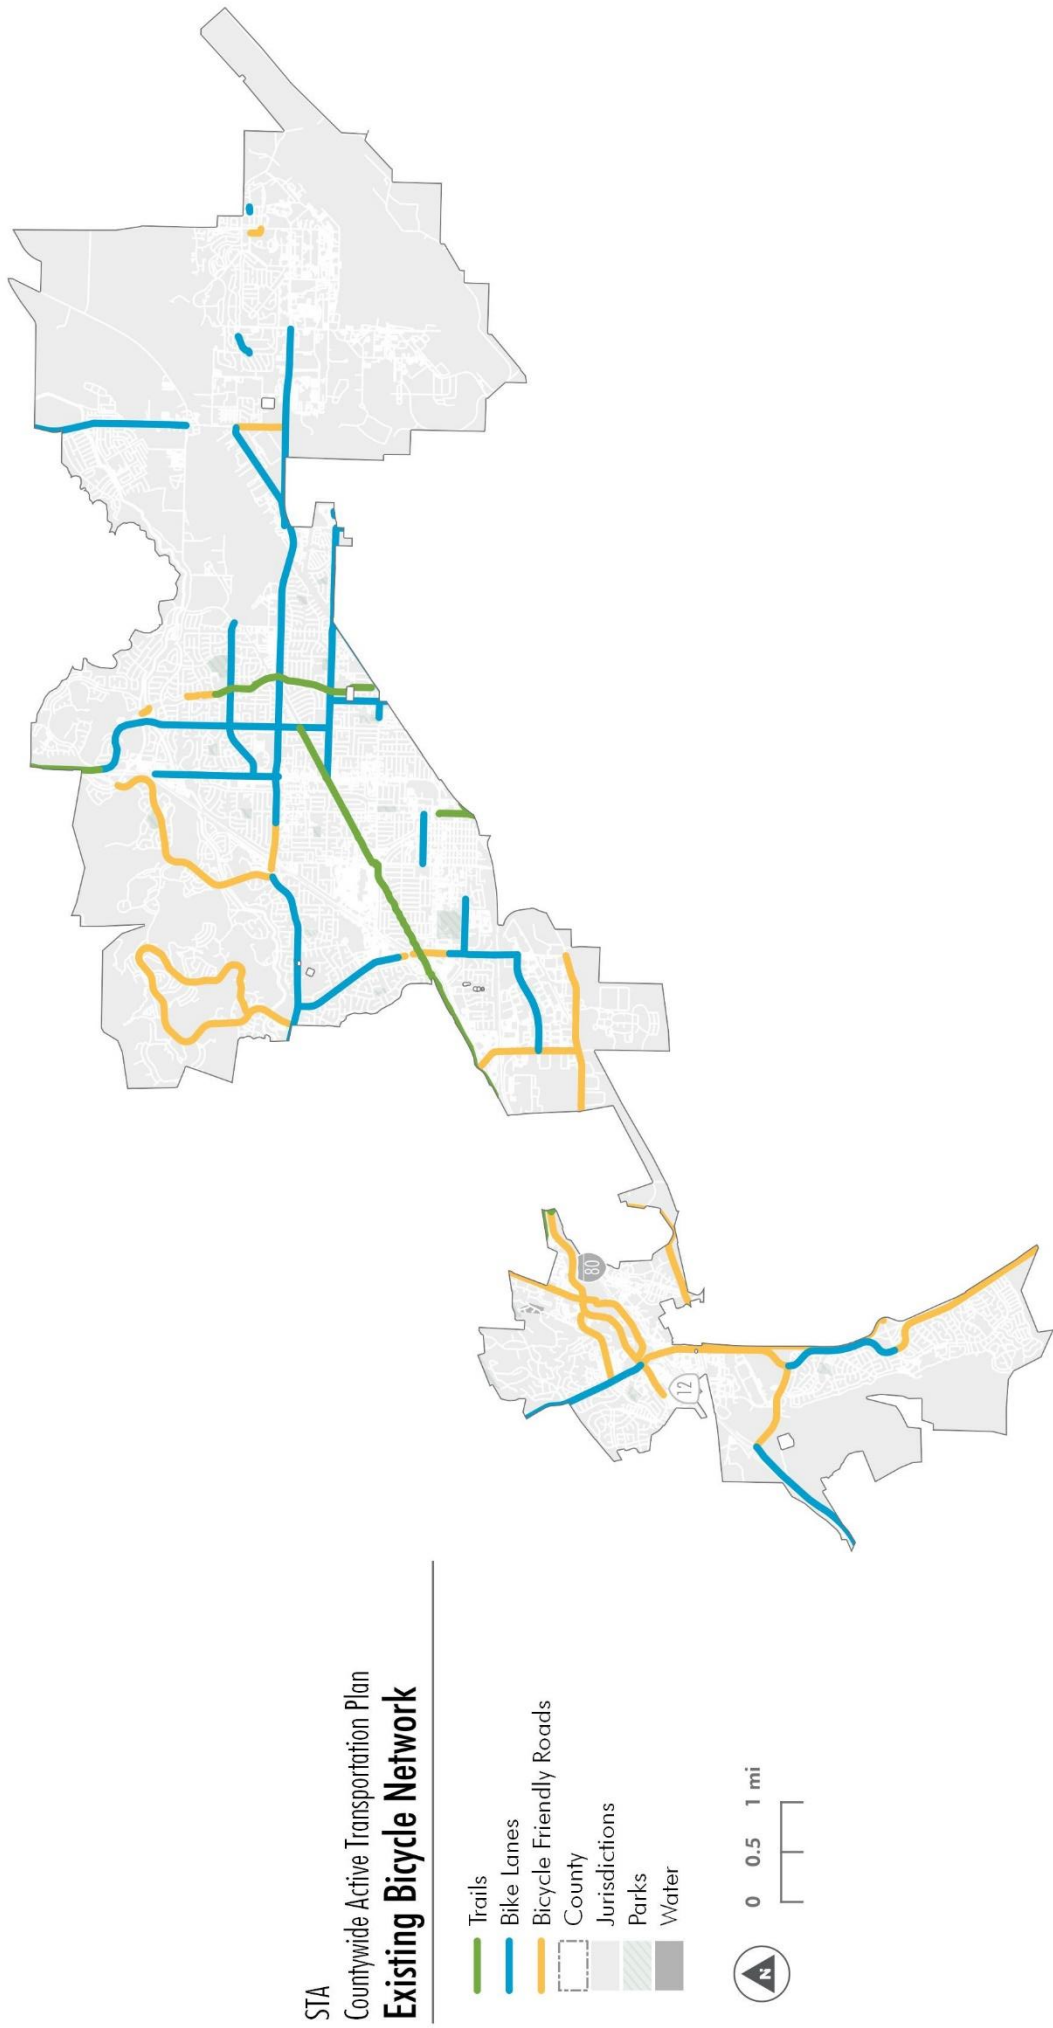 STA
Countywide Active Transportation Plan
Existing Bicycle Network
Trails
Bike Lanes
Bicycle Friendly Roads
County
Jurisdictions
Parks
Water
N
0 0.5 1 mi
80
12